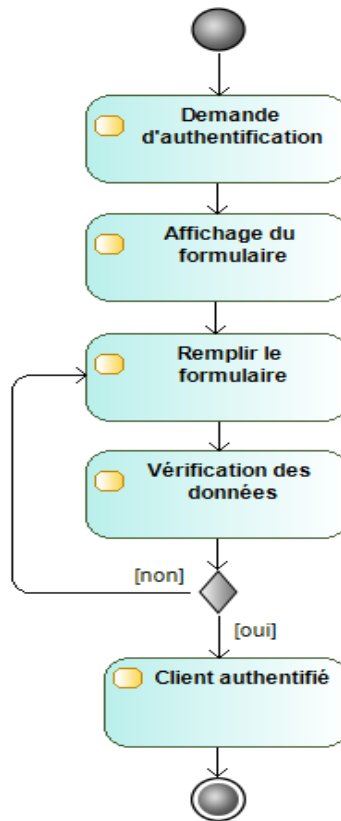 Demande
d'authentification
Affichage du
formulaire
Remplir le
formulaire
Vérification des
données
[non]
[oui]
Client authentifié